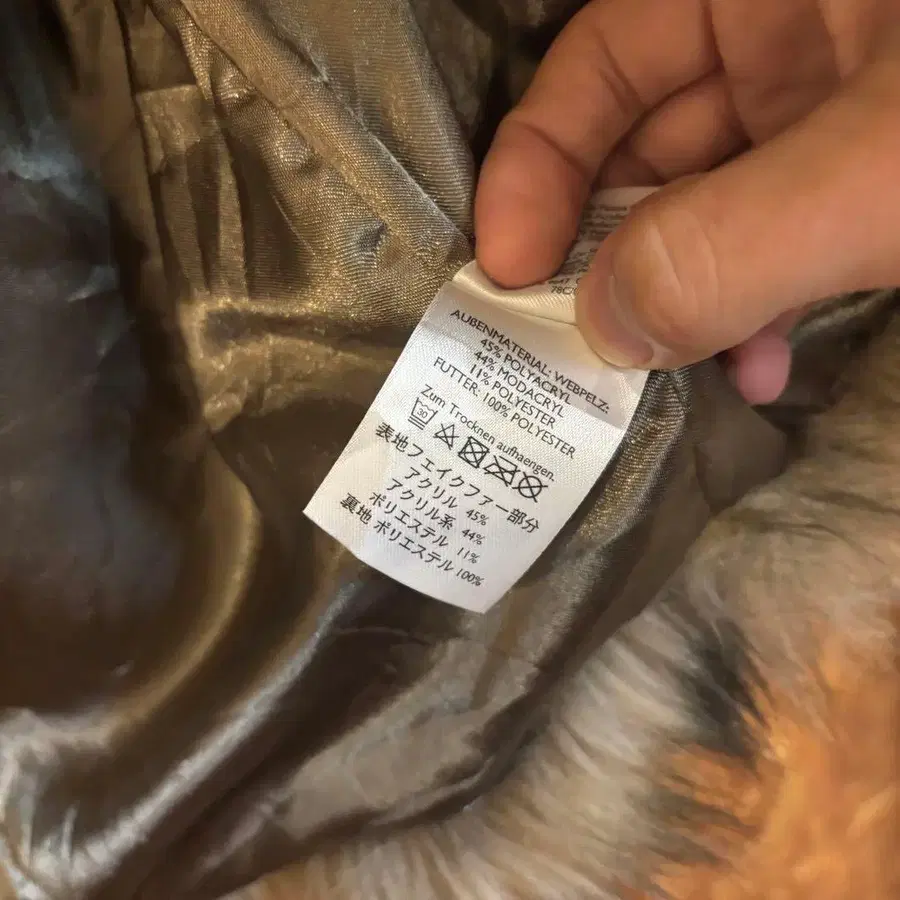 78C7
AUßENMATERIAL: WEBPELZ:
45% POLYACRYL
44% MODACRYL
11% POLYESTER
FUTTER: 100% POLYESTER
Zum Trocknen aufhaengen.
30
表地フェイクファー部分
アクリル 45%
アクリル系 44%
ポリエステル 11%
裏地 ポリエステル 100%